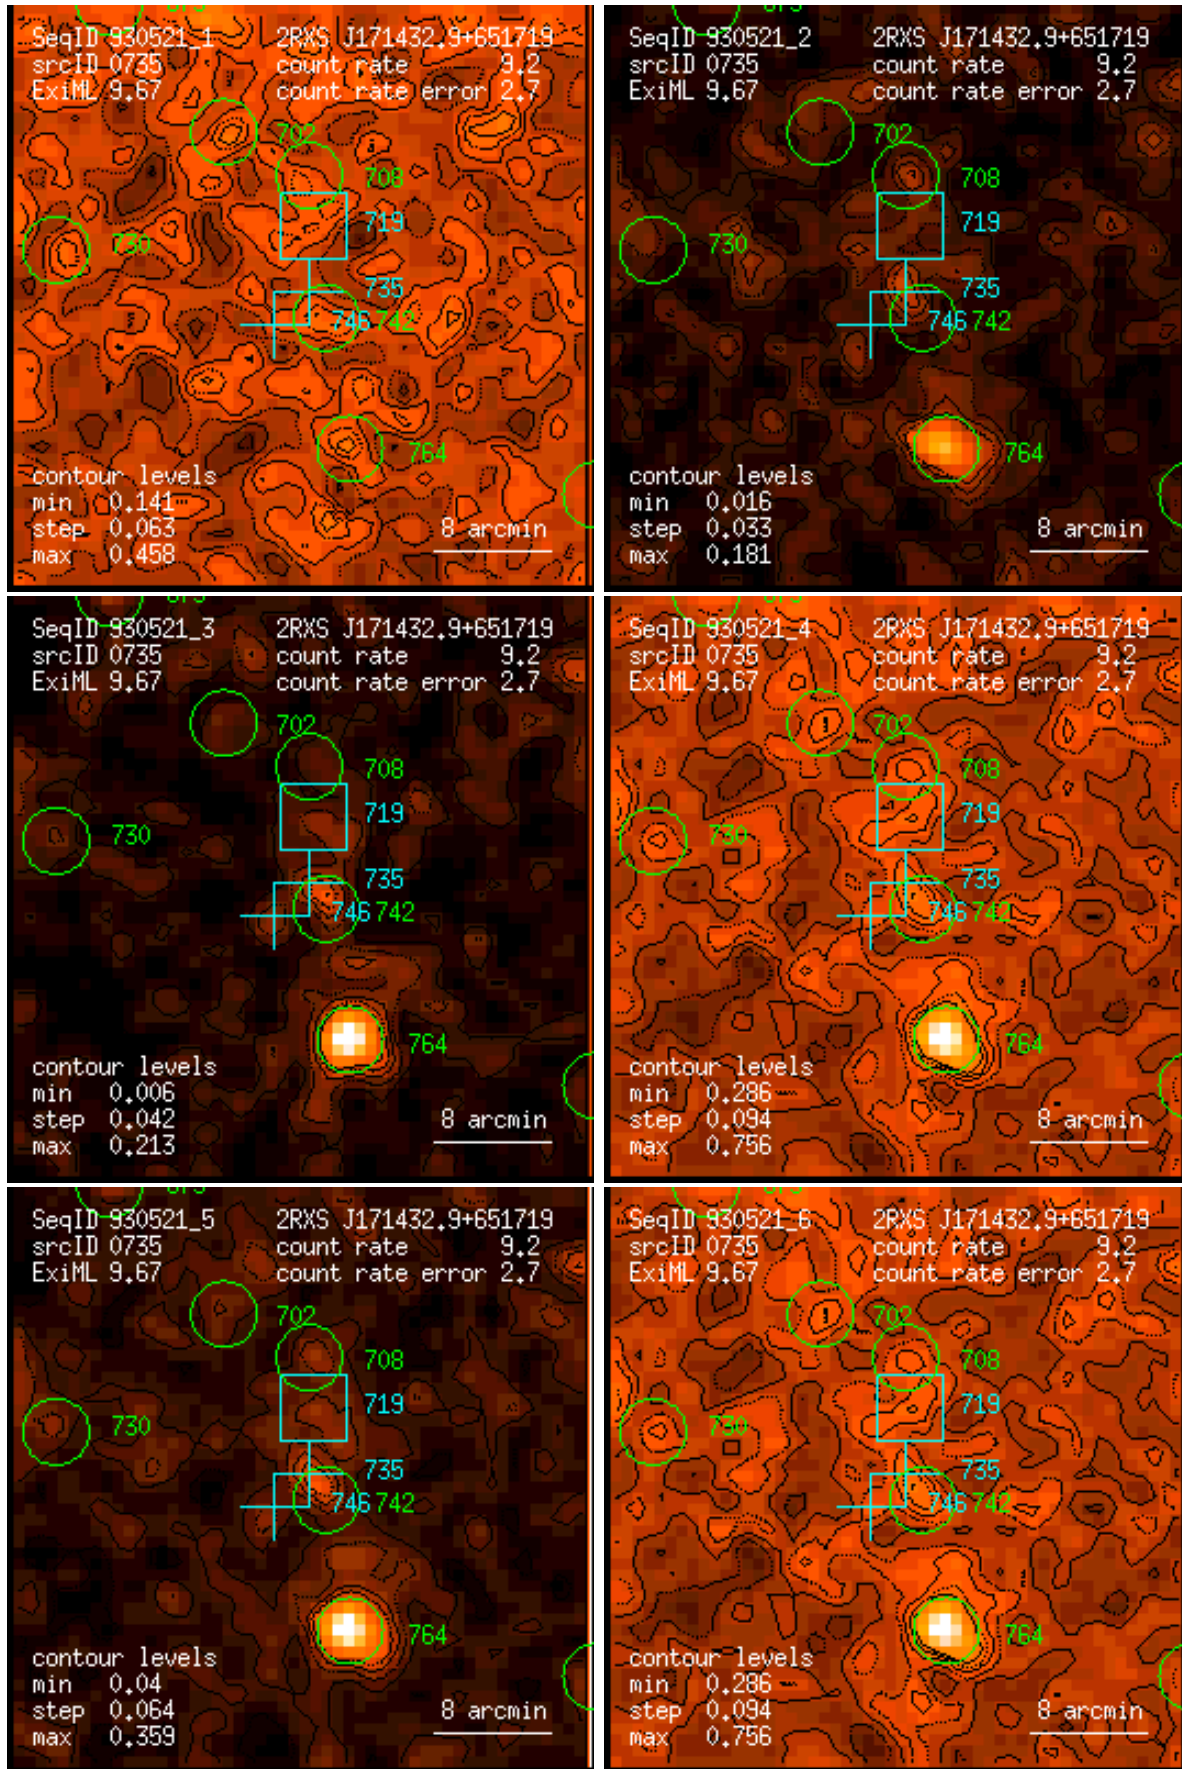 SeqID 930521_1 2RXS J171432.9+651719
srcID 0735 count rate 9.2
ExiML 9.67 count rate error 2.7
702
708
719
730
735
746 742
764
contour levels
min 0.141
step 0.063
max 0.458
8 arcmin
SeqID 930521_2 2RXS J171432.9+651719
srcID 0735 count rate 9.2
ExiML 9.67 count rate error 2.7
702
708
719
730
735
746 742
764
contour levels
min 0.016
step 0.033
max 0.181
8 arcmin
SeqID 930521_3 2RXS J171432.9+651719
srcID 0735 count rate 9.2
ExiML 9.67 count rate error 2.7
702
708
719
730
735
746 742
764
contour levels
min 0.006
step 0.042
max 0.213
8 arcmin
SeqID 930521_4 2RXS J171432.9+651719
srcID 0735 count rate 9.2
ExiML 9.67 count rate error 2.7
702
708
719
730
735
746 742
764
contour levels
min 0.286
step 0.094
max 0.756
8 arcmin
SeqID 930521_5 2RXS J171432.9+651719
srcID 0735 count rate 9.2
ExiML 9.67 count rate error 2.7
702
708
719
730
735
746 742
764
contour levels
min 0.04
step 0.064
max 0.359
8 arcmin
SeqID 930521_6 2RXS J171432.9+651719
srcID 0735 count rate 9.2
ExiML 9.67 count rate error 2.7
702
708
719
730
735
746 742
764
contour levels
min 0.286
step 0.094
max 0.756
8 arcmin